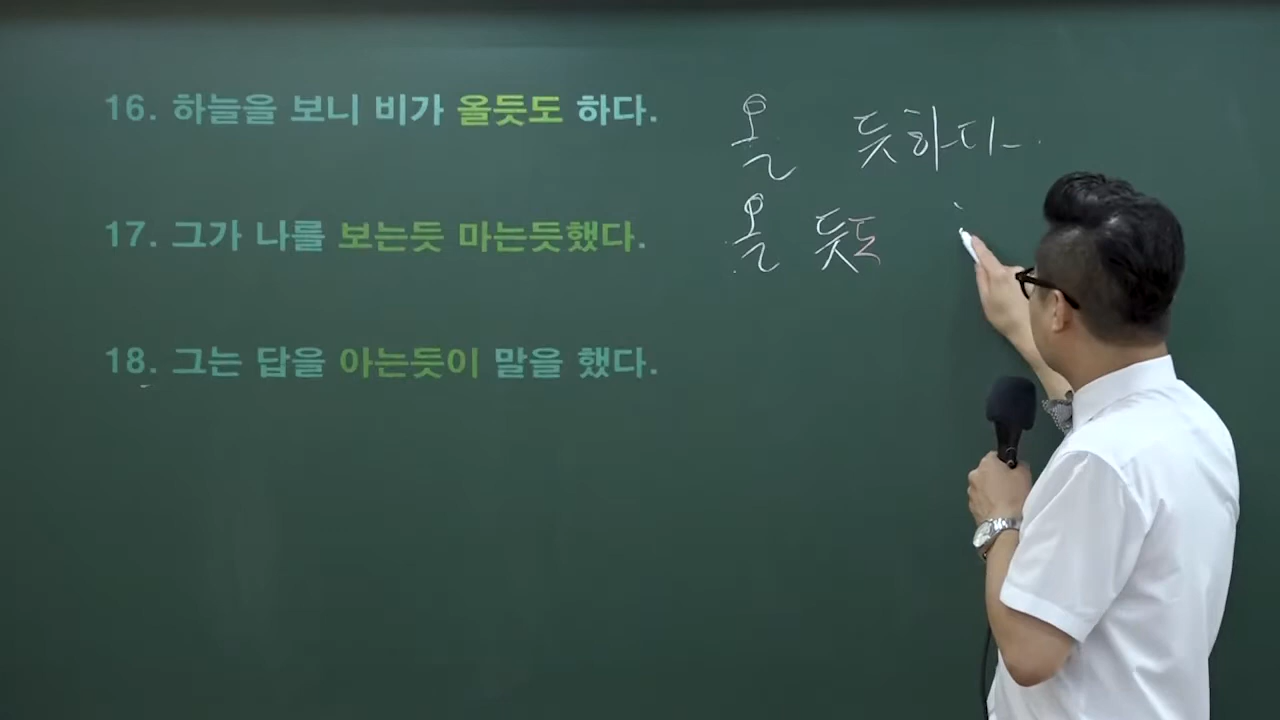 16. 하늘을 보니 비가 올듯도 하다.
올 듯하다.
올 듯도
17. 그가 나를 보는듯 마는듯했다.
18. 그는 답을 아는듯이 말을 했다.